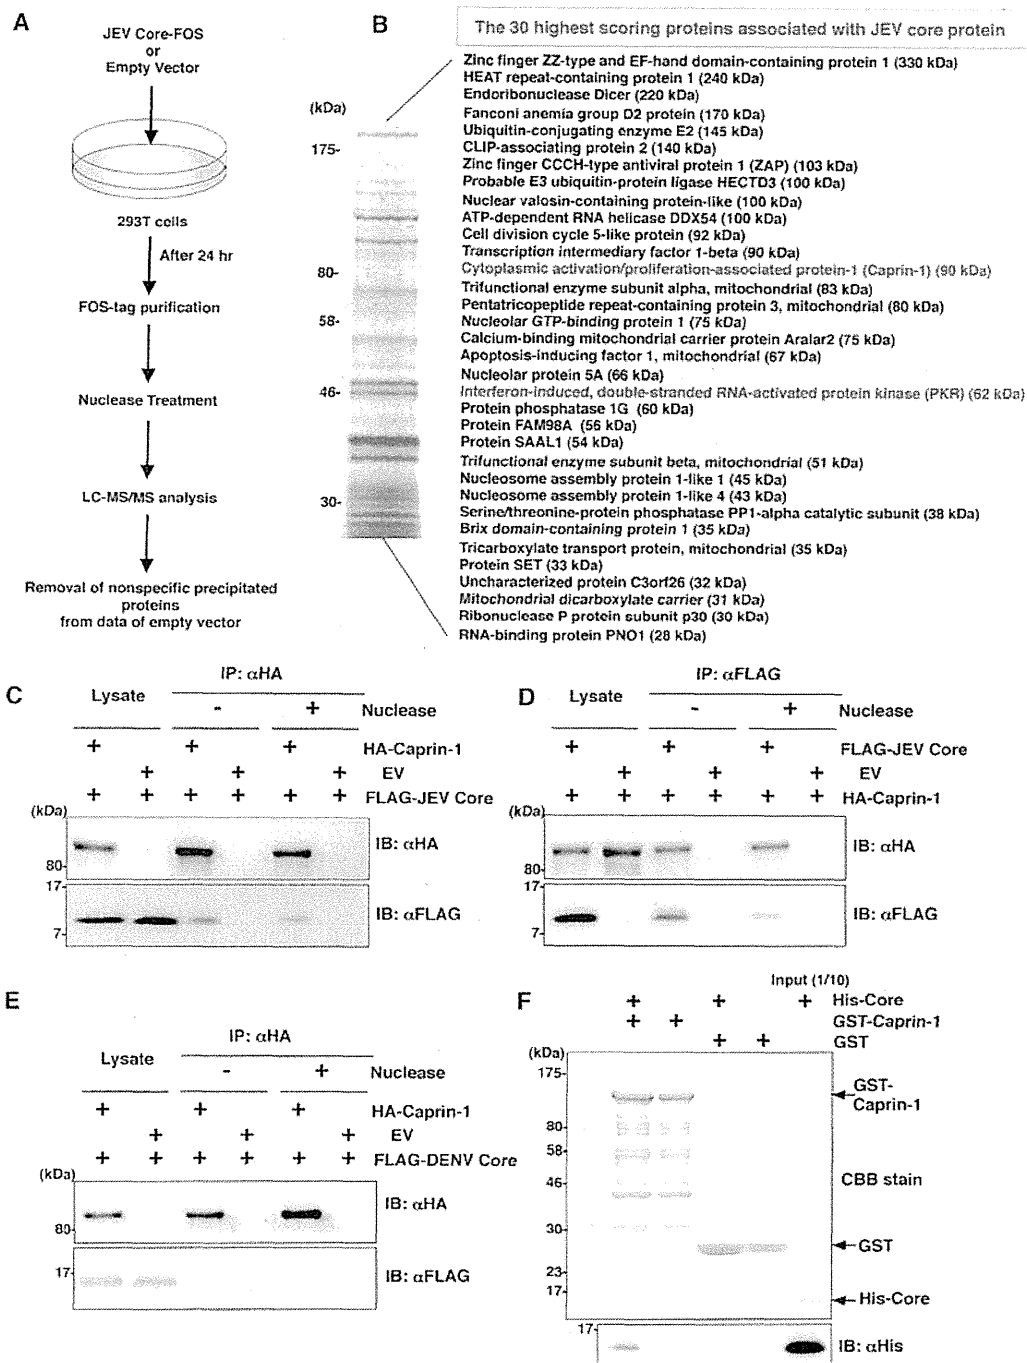 A
JEV Core-FOS
or
Empty Vector
293T cells
After 24 hr
FOS-tag purification
Nuclease Treatment
LC-MS/MS analysis
Removal of nonspecific precipitated
proteins
from data of empty vector
B
The 30 highest scoring proteins associated with JEV core protein
(kDa)
175-
80-
58-
46-
30-
Zinc finger ZZ-type and EF-hand domain-containing protein 1 (330 kDa)
HEAT repeat-containing protein 1 (240 kDa)
Endoribonuclease Dicer (220 kDa)
Fanconi anemia group D2 protein (170 kDa)
Ubiquitin-conjugating enzyme E2 (145 kDa)
CLIP-associating protein 2 (140 kDa)
Zinc finger CCCH-type antiviral protein 1 (ZAP) (103 kDa)
Probable E3 ubiquitin-protein ligase HECTD3 (100 kDa)
Nuclear valosin-containing protein-like (100 kDa)
ATP-dependent RNA helicase DDX54 (100 kDa)
Cell division cycle 5-like protein (92 kDa)
Transcription intermediary factor 1-beta (90 kDa)
Cytoplasmic activation/proliferation-associated protein-1 (Caprin-1) (90 kDa)
Trifunctional enzyme subunit alpha, mitochondrial (83 kDa)
Pentatricopeptide repeat-containing protein 3, mitochondrial (80 kDa)
Nucleolar GTP-binding protein 1 (75 kDa)
Calcium-binding mitochondrial carrier protein Aralar2 (75 kDa)
Apoptosis-inducing factor 1, mitochondrial (67 kDa)
Nucleolar protein 5A (66 kDa)
Interferon-induced, double-stranded RNA-activated protein kinase (PKR) (62 kDa)
Protein phosphatase 1G (60 kDa)
Protein FAM98A (56 kDa)
Protein SAAL1 (54 kDa)
Trifunctional enzyme subunit beta, mitochondrial (51 kDa)
Nucleosome assembly protein 1-like 1 (45 kDa)
Nucleosome assembly protein 1-like 4 (43 kDa)
Serine/threonine-protein phosphatase PP1-alpha catalytic subunit (38 kDa)
Brix domain-containing protein 1 (35 kDa)
Tricarboxylate transport protein, mitochondrial (35 kDa)
Protein SET (33 kDa)
Uncharacterized protein C3orf26 (32 kDa)
Mitochondrial dicarboxylate carrier (31 kDa)
Ribonuclease P protein subunit p30 (30 kDa)
RNA-binding protein PNO1 (28 kDa)
C
IP: αHA
Lysate
- + Nuclease
+ + + HA-Caprin-1
+ + + EV
+ + + + + + FLAG-JEV Core
(kDa)
80-
IB: αHA
17-
7-
IB: αFLAG
D
IP: αFLAG
Lysate
- + Nuclease
+ + + FLAG-JEV Core
+ + + EV
+ + + + + + HA-Caprin-1
(kDa)
80-
IB: αHA
17-
7-
IB: αFLAG
E
IP: αHA
Lysate
- + Nuclease
+ + + HA-Caprin-1
+ + + EV
+ + + + + + FLAG-DENV Core
(kDa)
80-
IB: αHA
17-
IB: αFLAG
F
Input (1/10)
+ + + His-Core
+ + GST-Caprin-1
+ + GST
(kDa)
175-
80-
58-
46-
30-
23-
17-
GST-
Caprin-1
CBB stain
GST
His-Core
17-
IB: αHis